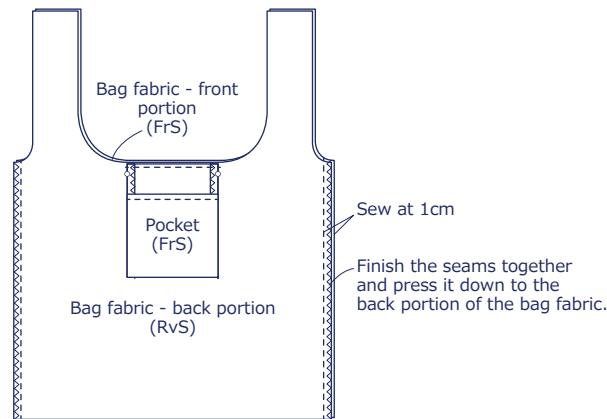 Bag fabric - front
portion
(FrS)
Pocket
(FrS)
Sew at 1cm
Finish the seams together
and press it down to the
back portion of the bag fabric.
Bag fabric - back portion
(RvS)